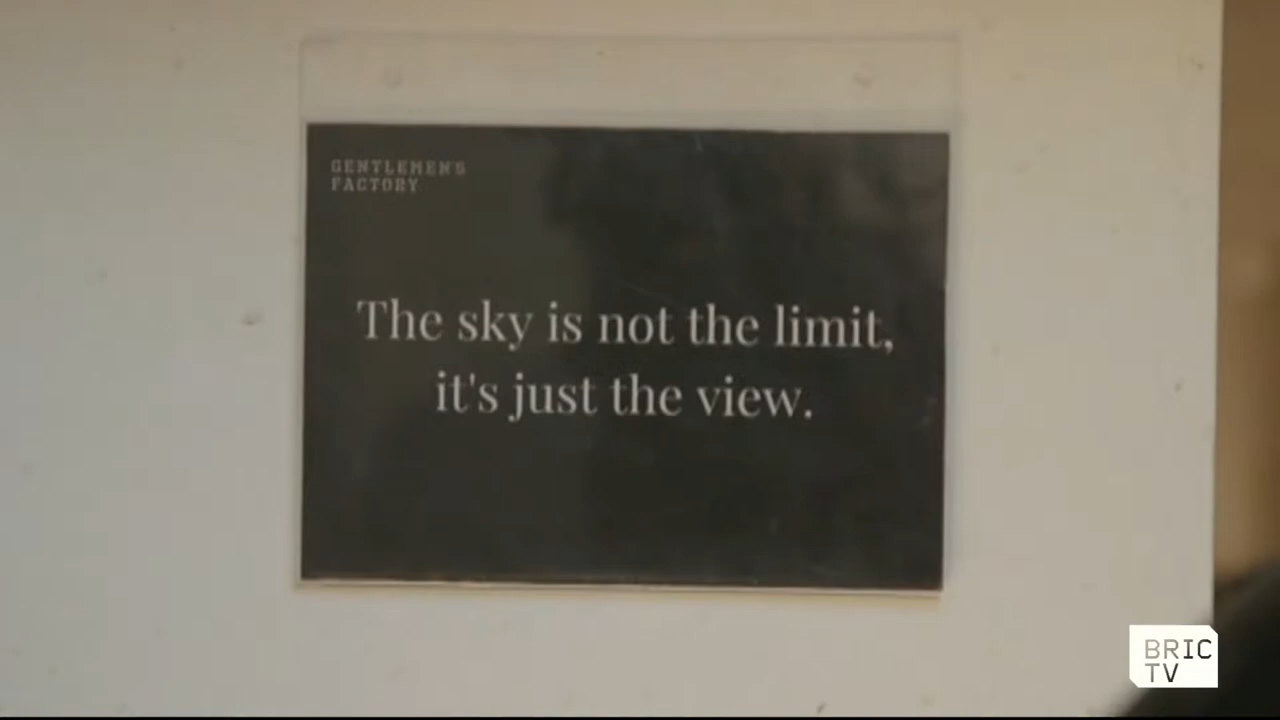 GENTLEMEN'S
FACTORY
The sky is not the limit,
it's just the view.
BRIC
TV